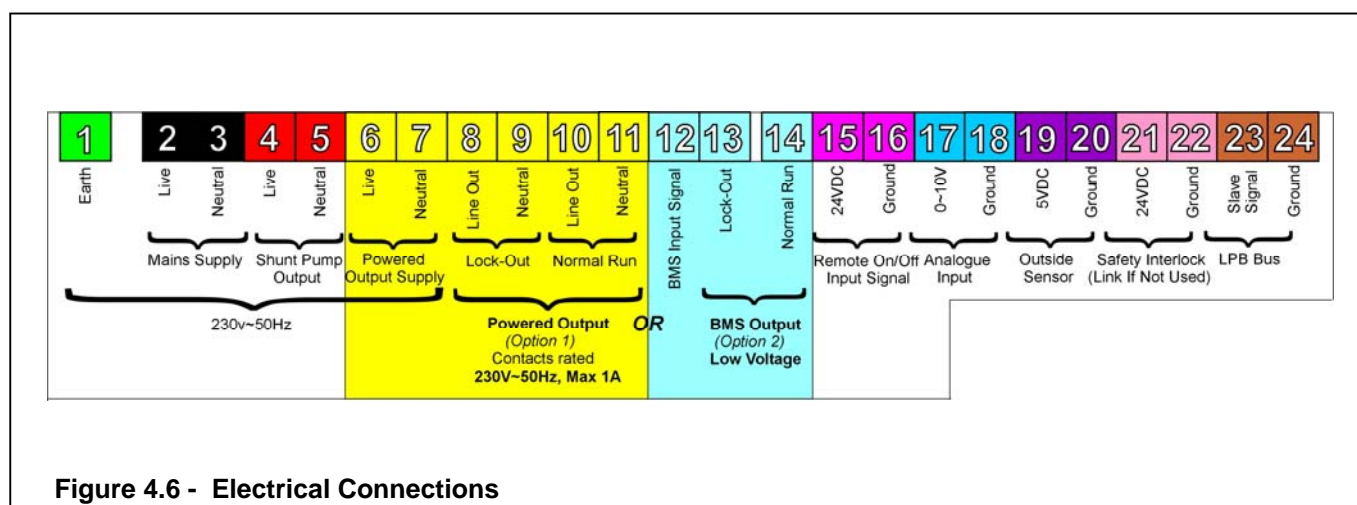 1 2 3 4 5 6 7 8 9 10 11 12 13 14 15 16 17 18 19 20 21 22 23 24
Earth
Live
Neutral
Live
Neutral
Live
Neutral
Line Out
Neutral
Line Out
Neutral
BMS Input Signal
Lock-Out
Normal Run
24VDC
Ground
0~10V
Ground
5VDC
Ground
24VDC
Ground
Slave
Signal
Ground
Mains Supply
Shunt Pump
Output
Powered
Output Supply
Lock-Out
Normal Run
Remote On/Off
Input Signal
Analogue
Input
Outside
Sensor
Safety Interlock
(Link If Not Used)
LPB Bus
230v~50Hz
Powered Output
(Option 1)
Contacts rated
230V~50Hz, Max 1A
OR
BMS Output
(Option 2)
Low Voltage
Figure 4.6 - Electrical Connections